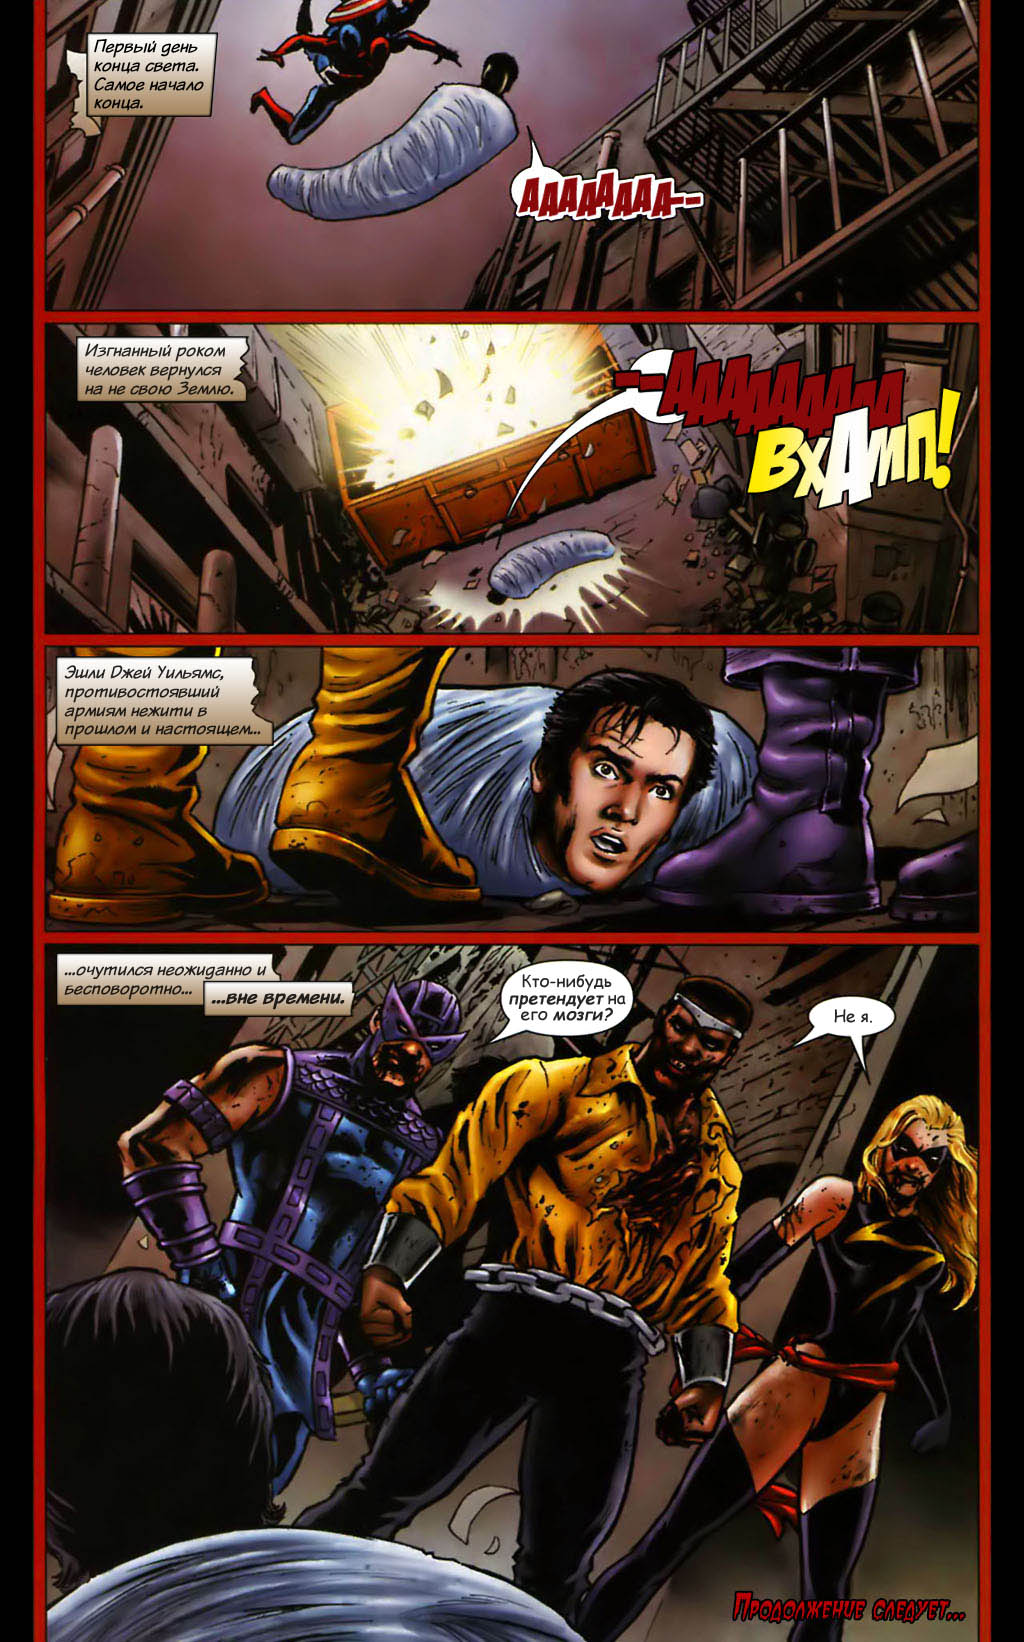 Первый день
конца света.
Самое начало
конца.
АААААААА--
Изгнанный роком
человек вернулся
на не свою Землю.
---АААААААААА
ВХАМП!
Эшли Джей Уильямс,
противостоявший
армиям нежити в
прошлом и настоящем...
...очутился неожиданно и
бесповоротно...
...вне времени.
Кто-нибудь
претендует на
его мозги?
Не я.
Продолжение следует...